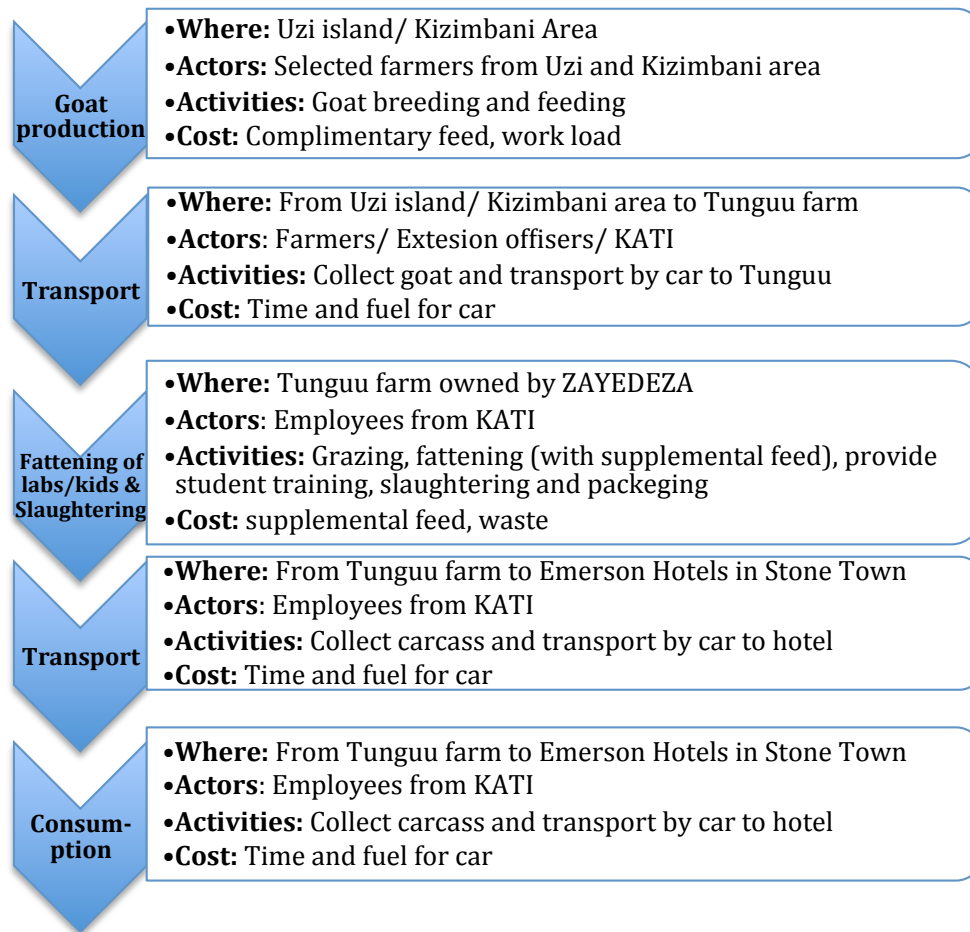 Goat
production
•Where: Uzi island/ Kizimbani Area
•Actors: Selected farmers from Uzi and Kizimbani area
•Activities: Goat breeding and feeding
•Cost: Complimentary feed, work load
Transport
•Where: From Uzi island/ Kizimbani area to Tunguu farm
•Actors: Farmers/ Extesion offisers/ KATI
•Activities: Collect goat and transport by car to Tunguu
•Cost: Time and fuel for car
Fattening of
labs/kids &
Slaughtering
•Where: Tunguu farm owned by ZAYEDEZA
•Actors: Employees from KATI
•Activities: Grazing, fattening (with supplemental feed), provide
student training, slaughtering and packeging
•Cost: supplemental feed, waste
Transport
•Where: From Tunguu farm to Emerson Hotels in Stone Town
•Actors: Employees from KATI
•Activities: Collect carcass and transport by car to hotel
•Cost: Time and fuel for car
Consum-
ption
•Where: From Tunguu farm to Emerson Hotels in Stone Town
•Actors: Employees from KATI
•Activities: Collect carcass and transport by car to hotel
•Cost: Time and fuel for car